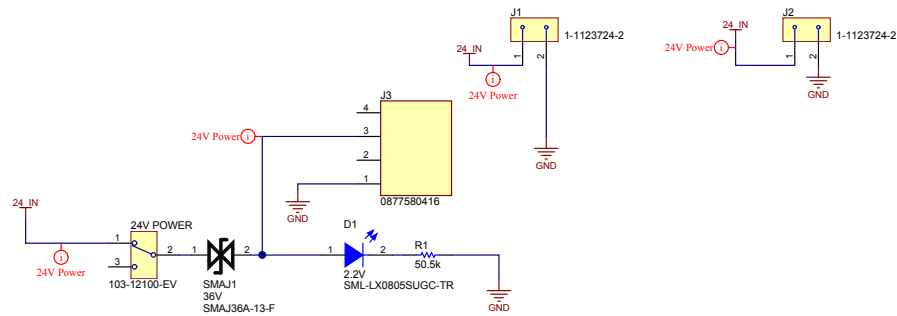 J1
1-1123724-2
24_IN
1
2
24V Power
i
GND
J2
1-1123724-2
24_IN
24V Power
i
1
2
GND
J3
4
3
2
1
0877580416
24V Power
i
GND
24_IN
24V POWER
1
2
3
103-12100-EV
24V Power
i
1
2
SMAJ1
36V
SMAJ36A-13-F
D1
1
2
2.2V
SML-LX0805SUGC-TR
R1
50.5k
GND